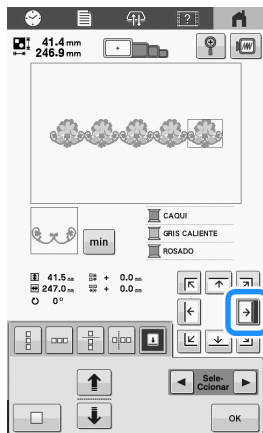 ?
41.4 mm
246.9 mm
CAQUI
GRIS CALIENTE
ROSADO
min
41.5 mm + 0.0 mm
247.0 mm + 0.0 mm
0°
Sele-
Ccionar
OK